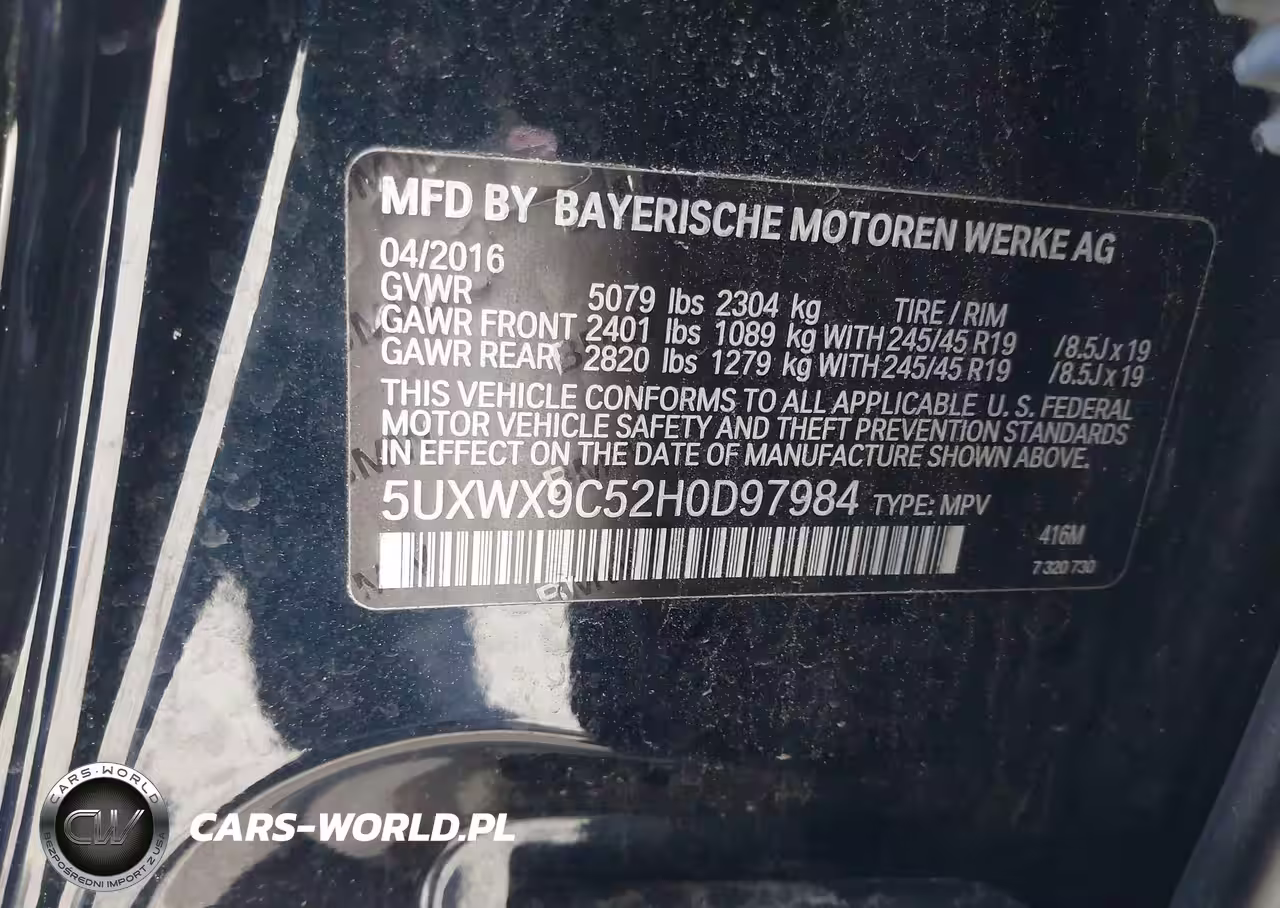 MFD BY BAYERISCHE MOTOREN WERKE AG
04/2016
GVWR 5079 lbs 2304 kg TIRE / RIM
GAWR FRONT 2401 lbs 1089 kg WITH 245/45 R19 /8.5J x 19
GAWR REAR 2820 lbs 1279 kg WITH 245/45 R19 /8.5J x 19
THIS VEHICLE CONFORMS TO ALL APPLICABLE U. S. FEDERAL
MOTOR VEHICLE SAFETY AND THEFT PREVENTION STANDARDS
IN EFFECT ON THE DATE OF MANUFACTURE SHOWN ABOVE.
5UXWX9C52H0D97984 TYPE: MPV
416M
7 320 730
CARS-WORLD
CW
BEZPOŚREDNI IMPORT Z USA
CARS-WORLD.PL